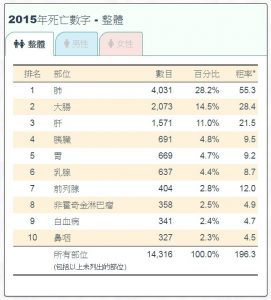 2015年死亡數字 - 整體
整體 男性 女性
排名 部位 數目 百分比 粗率*
1 肺 4,031 28.2% 55.3
2 大腸 2,073 14.5% 28.4
3 肝 1,571 11.0% 21.5
4 胰臟 691 4.8% 9.5
5 胃 669 4.7% 9.2
6 乳腺 637 4.4% 8.7
7 前列腺 404 2.8% 12.0
8 非霍奇金淋巴瘤 358 2.5% 4.9
9 白血病 341 2.4% 4.7
10 鼻咽 327 2.3% 4.5
所有部位 14,316 100.0% 196.3
(包括以上未列出的部位)